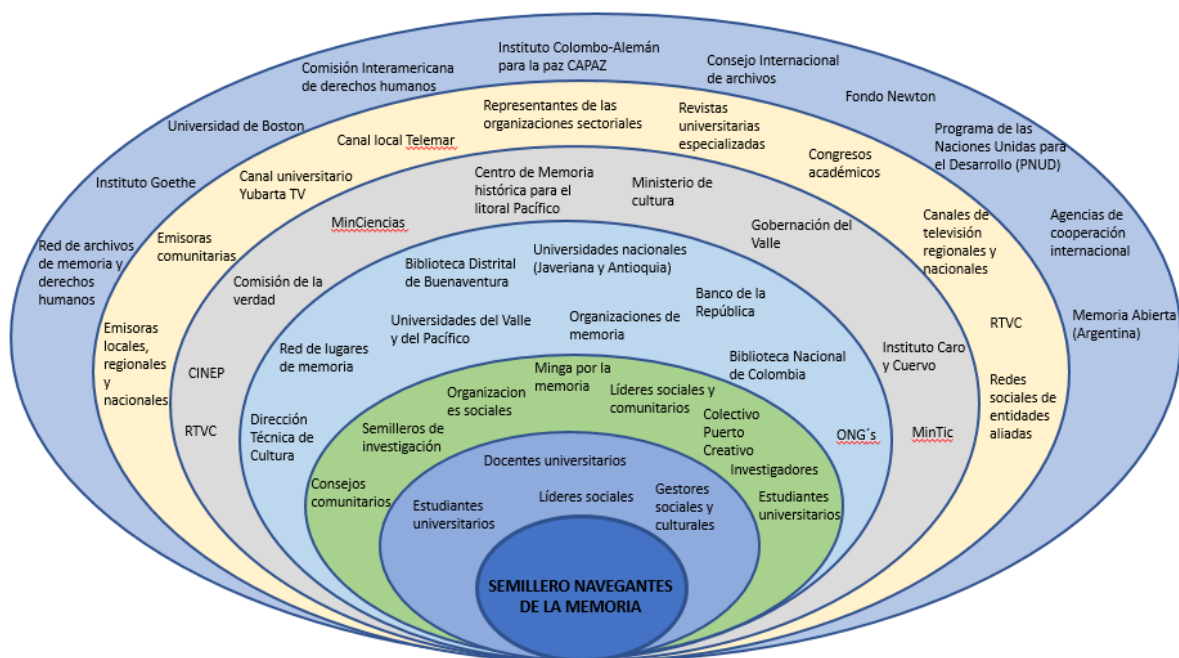 Instituto Colombo-Alemán
para la paz CAPAZ
Consejo Internacional
de archivos
Comisión Interamericana
de derechos humanos
Fondo Newton
Universidad de Boston
Programa de las
Naciones Unidas para
el Desarrollo (PNUD)
Instituto Goethe
Agencias de
cooperación
internacional
Red de archivos
de memoria y
derechos
humanos
Memoria Abierta
(Argentina)
Representantes de las
organizaciones sectoriales
Revistas
universitarias
especializadas
Canal local Telemar
Congresos
académicos
Canal universitario
Yubarta TV
Canales de
televisión
regionales y
nacionales
Emisoras
comunitarias
RTVC
Emisoras
locales,
regionales
y
nacionales
Redes
sociales de
entidades
aliadas
Centro de Memoria
histórica para el
litoral Pacífico
Ministerio de
cultura
MinCiencias
Gobernación del
Valle
Comisión de la
verdad
Instituto Caro
y Cuervo
CINEP
RTVC
MinTic
Universidades nacionales
(Javeriana y Antioquia)
Biblioteca Distrital
de Buenaventura
Banco de la
República
Universidades del Valle
y del Pacífico
Organizaciones de
memoria
Red de lugares
de memoria
Biblioteca Nacional
de Colombia
Dirección
Técnica de
Cultura
ONG´s
Minga por la
memoria
Organizacion
es sociales
Líderes sociales y
comunitarios
Colectivo
Puerto
Creativo
Semilleros de
investigación
Investigadores
Consejos
comunitarios
Estudiantes
universitarios
Docentes universitarios
Líderes sociales
Gestores
sociales y
culturales
Estudiantes
universitarios
SEMILLERO NAVEGANTES
DE LA MEMORIA